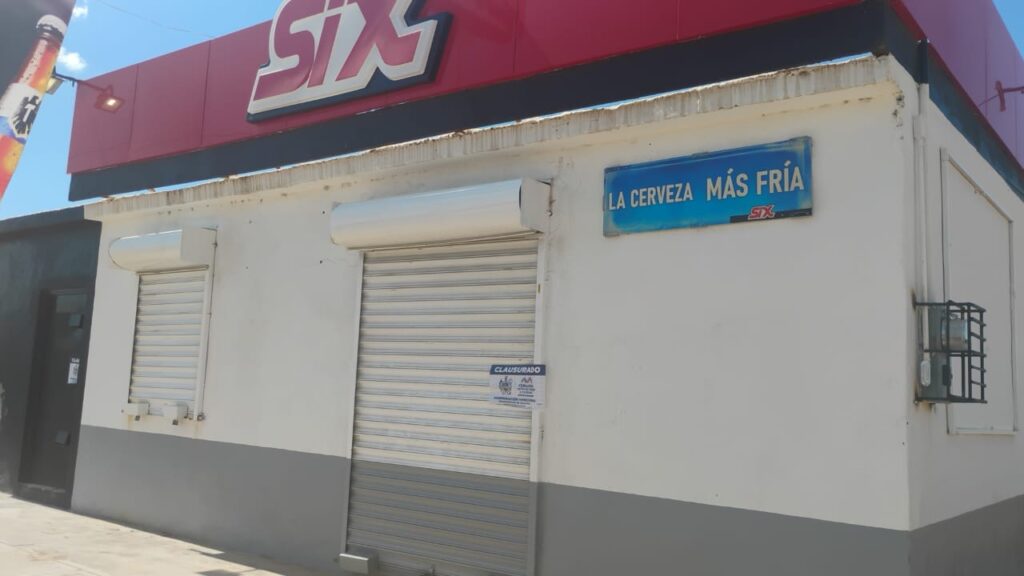 SIX
LA CERVEZA MÁS FRÍA
SIX
CLAUSURADO